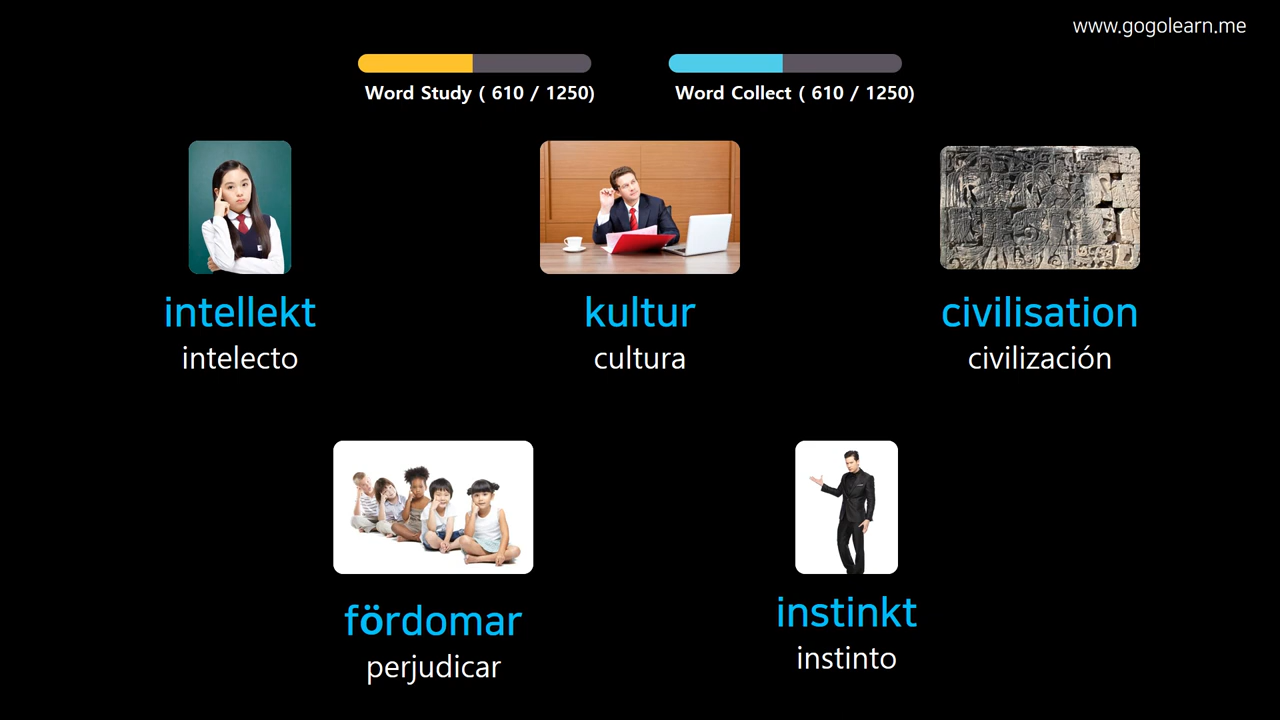 www.gogolearn.me
Word Study ( 610 / 1250)
Word Collect ( 610 / 1250)
intellekt
intelecto
kultur
cultura
civilisation
civilización
fördomar
perjudicar
instinkt
instinto